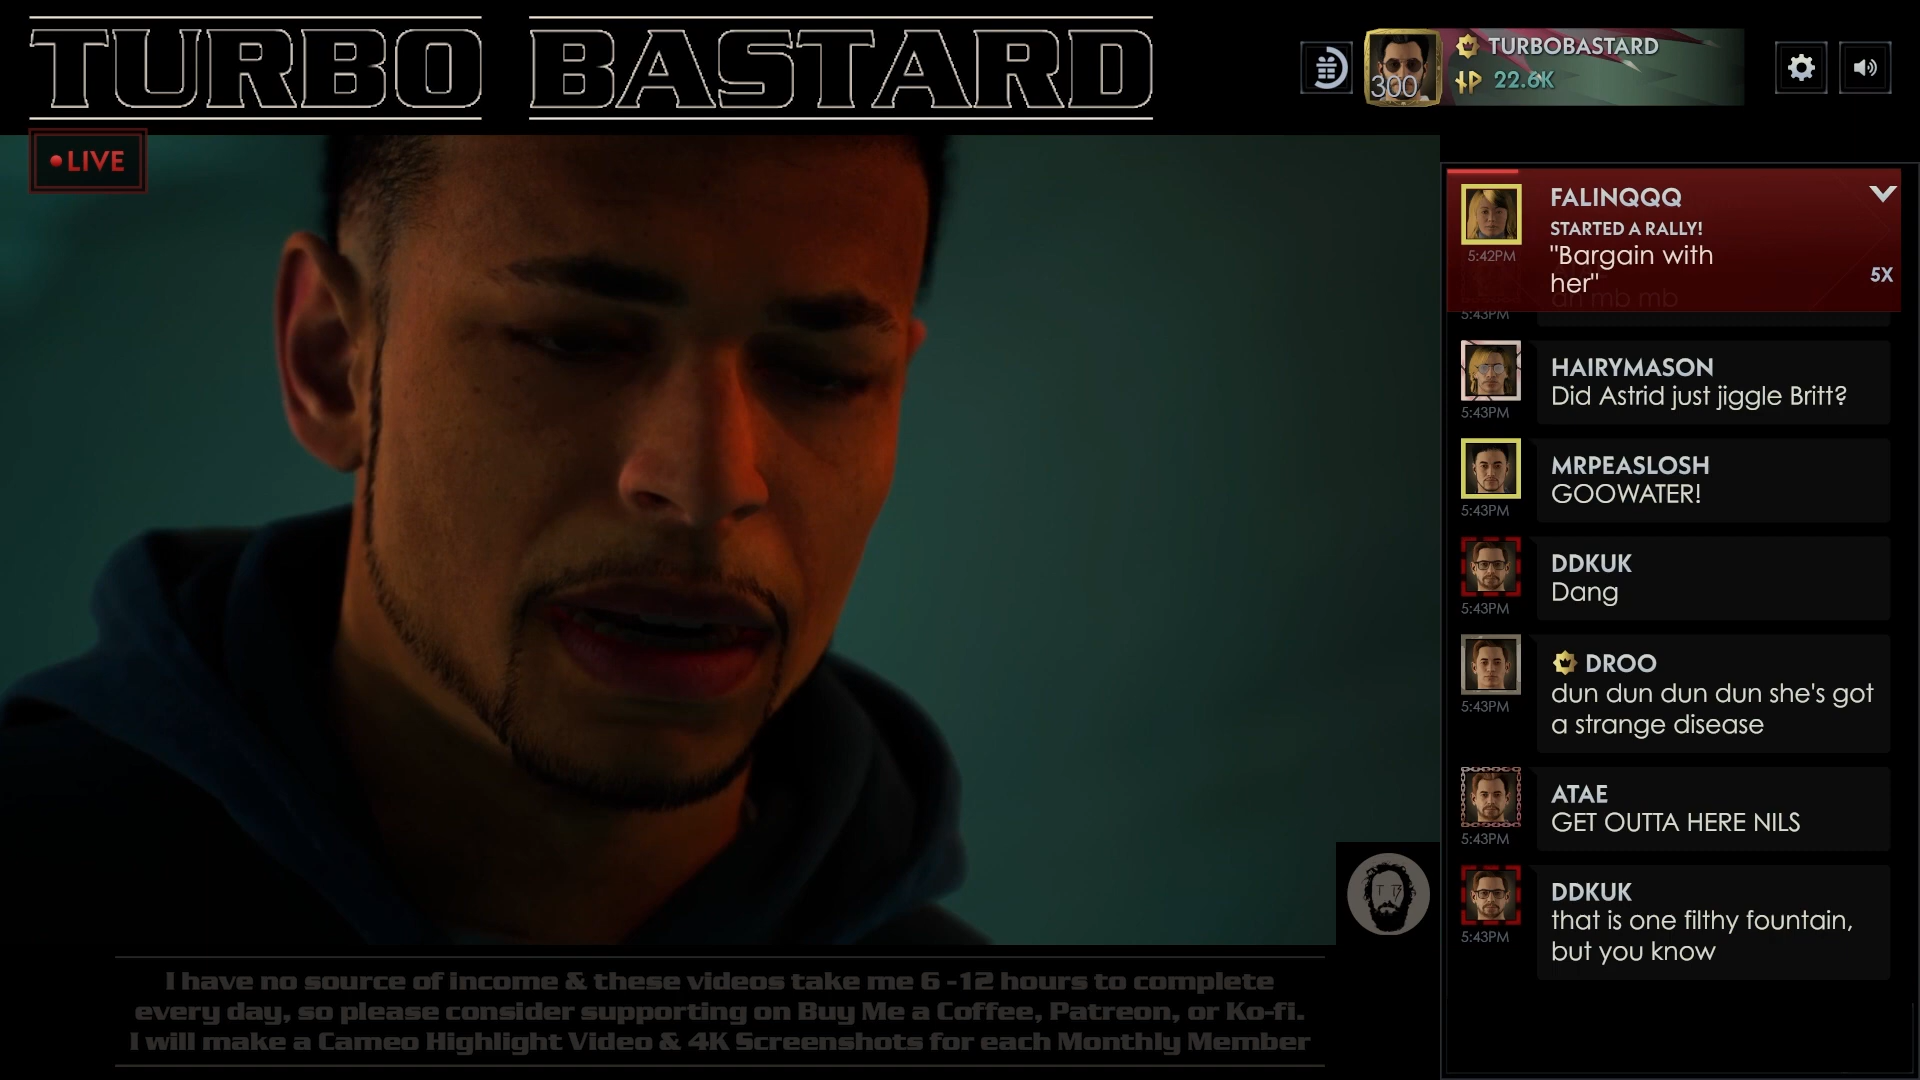 TURBO BASTARD
300
TURBOBASTARD
22.6K
LIVE
FALINQQQ
STARTED A RALLY!
5:42PM
"Bargain with
her"
5X
an mb mb
5:43PM
HAIRYMASON
Did Astrid just jiggle Britt?
5:43PM
MRPEASLOSH
GOOWATER!
5:43PM
DDKUK
Dang
5:43PM
DROO
dun dun dun dun she's got
a strange disease
5:43PM
ATAE
GET OUTTA HERE NILS
5:43PM
DDKUK
that is one filthy fountain,
but you know
5:43PM
I have no source of income & these videos take me 6 -12 hours to complete
every day, so please consider supporting on Buy Me a Coffee, Patreon, or Ko-fi.
I will make a Cameo Highlight Video & 4K Screenshots for each Monthly Member